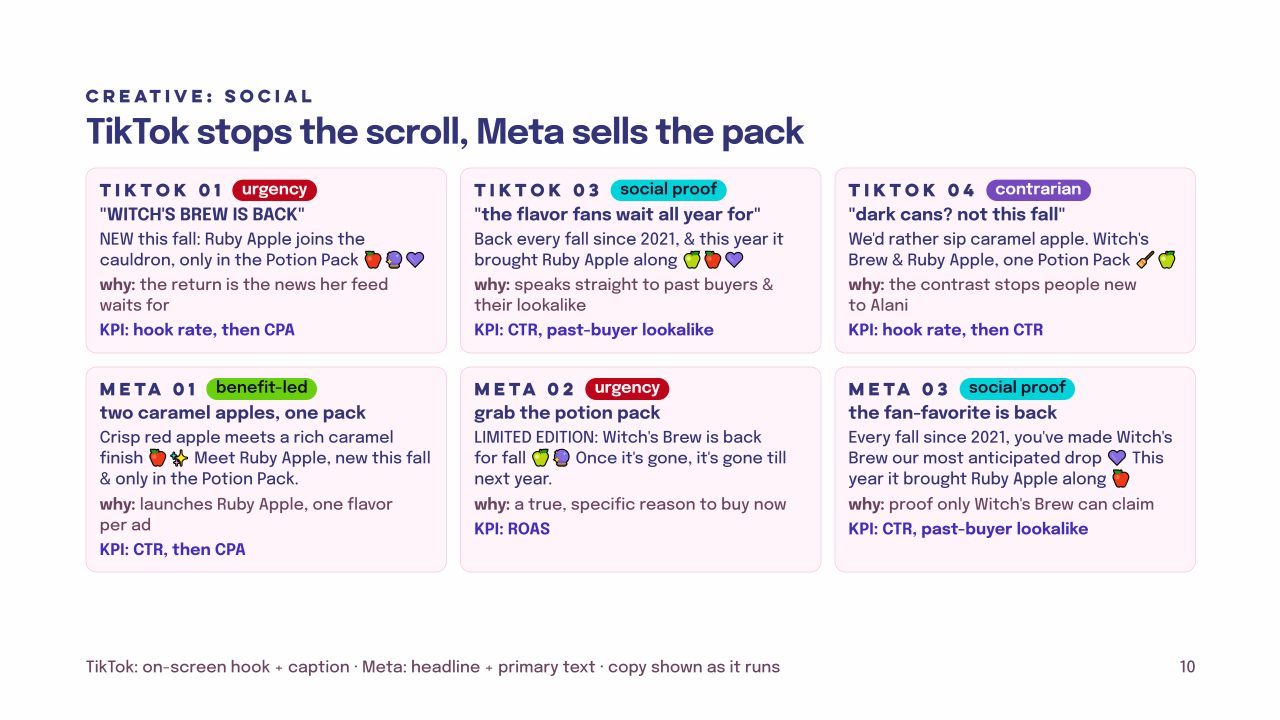 CREATIVE: SOCIAL
TikTok stops the scroll, Meta sells the pack
TIKTOK 01 urgency
"WITCH'S BREW IS BACK"
NEW this fall: Ruby Apple joins the
cauldron, only in the Potion Pack 🍎🔮💜
why: the return is the news her feed
waits for
KPI: hook rate, then CPA
TIKTOK 03 social proof
"the flavor fans wait all year for"
Back every fall since 2021, & this year it
brought Ruby Apple along 🍏🍎💜
why: speaks straight to past buyers &
their lookalike
KPI: CTR, past-buyer lookalike
TIKTOK 04 contrarian
"dark cans? not this fall"
We'd rather sip caramel apple. Witch's
Brew & Ruby Apple, one Potion Pack 🧹🍏
why: the contrast stops people new
to Alani
KPI: hook rate, then CTR
META 01 benefit-led
two caramel apples, one pack
Crisp red apple meets a rich caramel
finish 🍎✨ Meet Ruby Apple, new this fall
& only in the Potion Pack.
why: launches Ruby Apple, one flavor
per ad
KPI: CTR, then CPA
META 02 urgency
grab the potion pack
LIMITED EDITION: Witch's Brew is back
for fall 🍏🔮 Once it's gone, it's gone till
next year.
why: a true, specific reason to buy now
KPI: ROAS
META 03 social proof
the fan-favorite is back
Every fall since 2021, you've made Witch's
Brew our most anticipated drop 💜 This
year it brought Ruby Apple along 🍎
why: proof only Witch's Brew can claim
KPI: CTR, past-buyer lookalike
TikTok: on-screen hook + caption · Meta: headline + primary text · copy shown as it runs
10